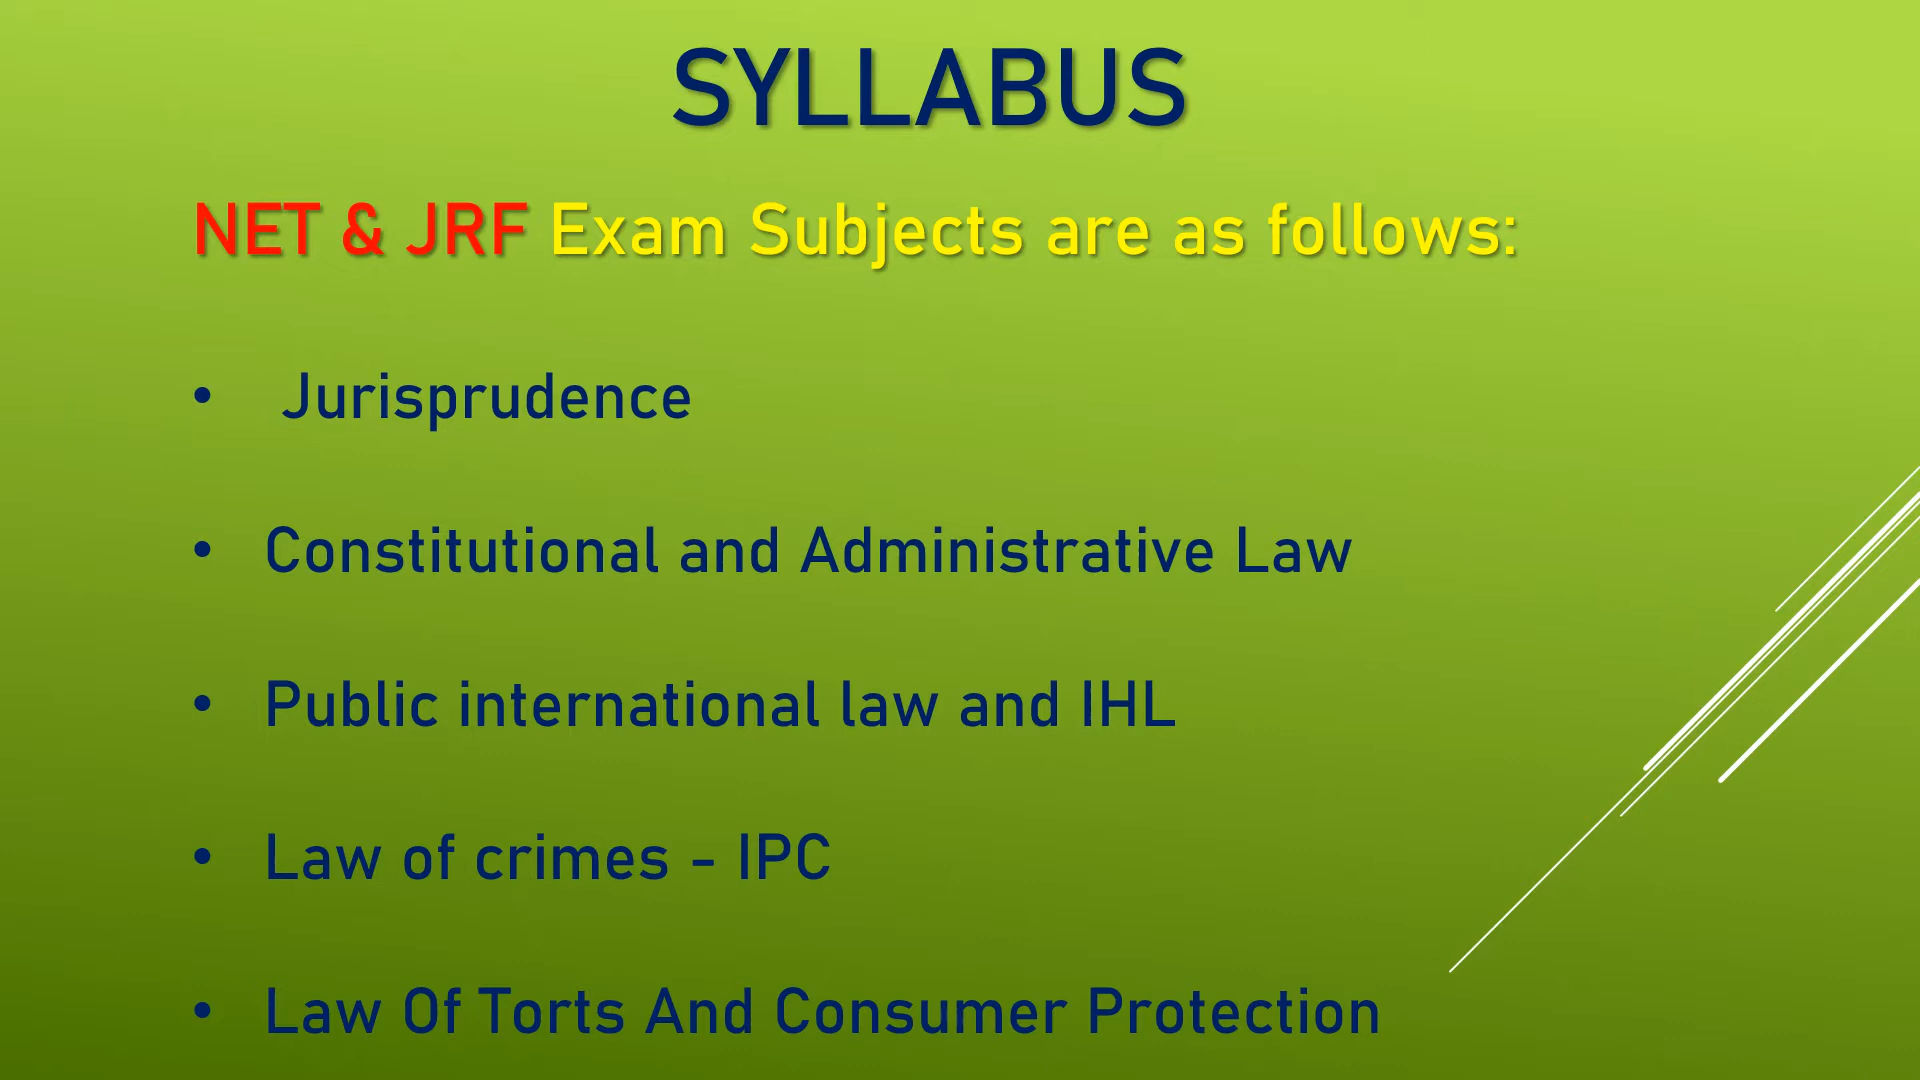 SYLLABUS
NET & JRF Exam Subjects are as follows:
• Jurisprudence
• Constitutional and Administrative Law
• Public international law and IHL
• Law of crimes - IPC
• Law Of Torts And Consumer Protection